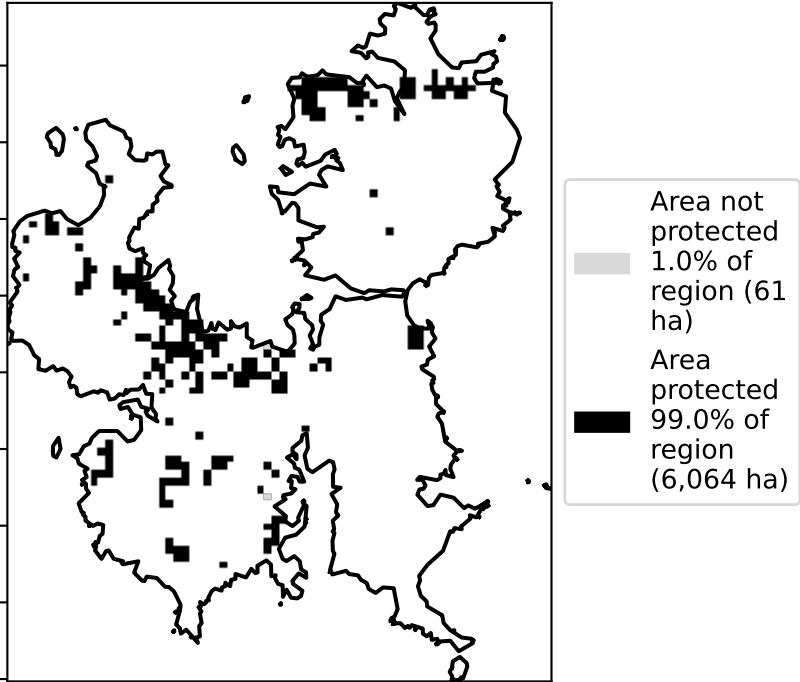 Area not
protected
1.0% of
region (61
ha)
Area
protected
99.0% of
region
(6,064 ha)